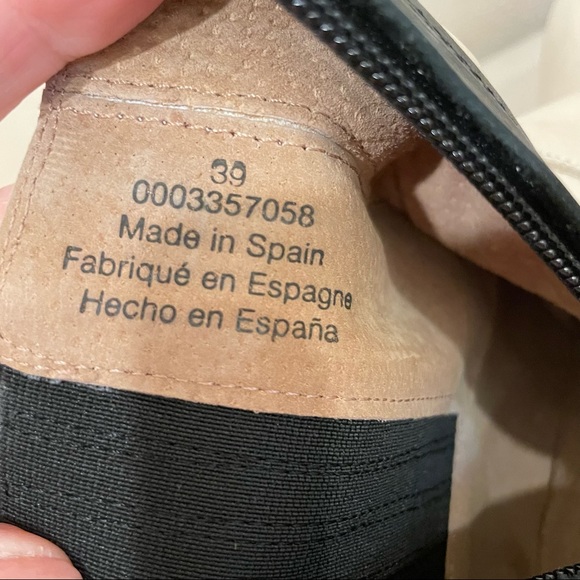 39
0003357058
Made in Spain
Fabriqué en Espagne
Hecho en España